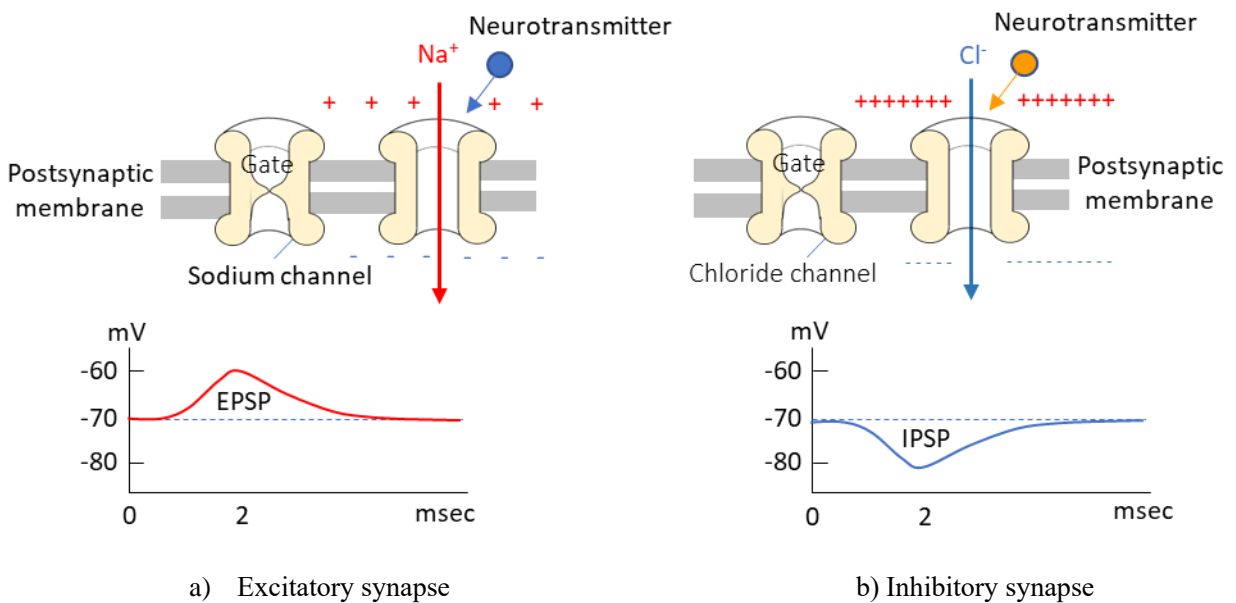 Neurotransmitter
Na+
+ + + + +
Gate
Postsynaptic
membrane
- - - - - -
Sodium channel
mV
-60
EPSP
-70
-80
0 2 msec
a) Excitatory synapse
Neurotransmitter
Cl-
+++++++ +++++++
Gate
Postsynaptic
membrane
Chloride channel
mV
-60
-70
IPSP
-80
0 2 msec
b) Inhibitory synapse